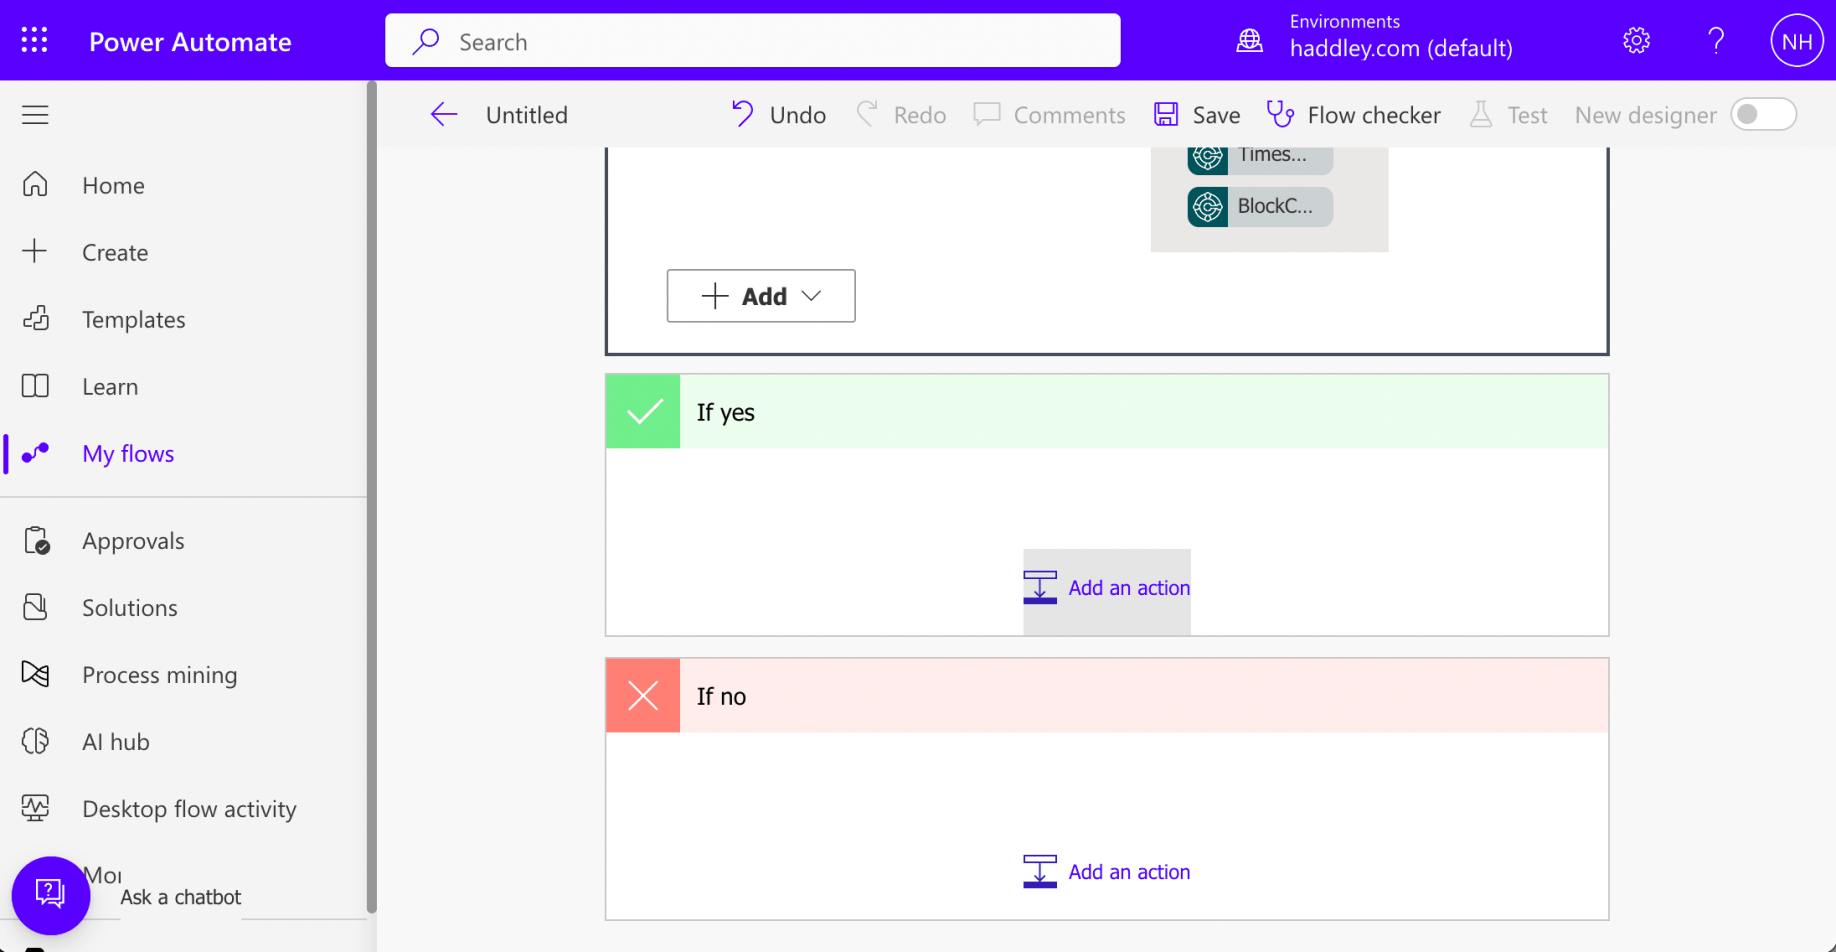 Power Automate
Search
Environments
haddley.com (default)
?
NH
Untitled
Undo
Redo
Comments
Save
Flow checker
Test
New designer
Home
Create
Templates
Learn
My flows
Approvals
Solutions
Process mining
AI hub
Desktop flow activity
Ask a chatbot
Times...
BlockC...
Add
If yes
Add an action
If no
Add an action